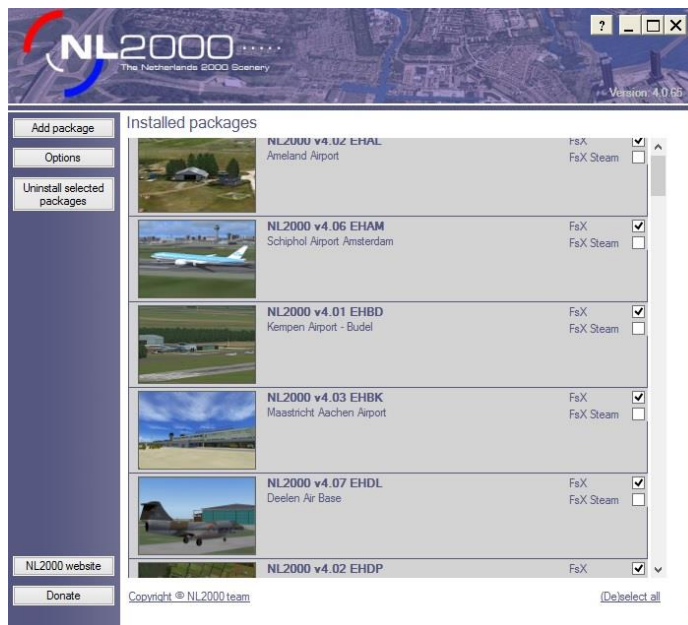 NL2000
The Netherlands 2000 Scenery
?
Version: 4.0.65
Add package
Options
Uninstall selected
packages
NL2000 website
Donate
Installed packages
NL2000 v4.02 EHAL FsX
Ameland Airport FsX Steam
NL2000 v4.06 EHAM FsX
Schiphol Airport Amsterdam FsX Steam
NL2000 v4.01 EHBD FsX
Kempen Airport - Budel FsX Steam
NL2000 v4.03 EHBK FsX
Maastricht Aachen Airport FsX Steam
NL2000 v4.07 EHDL FsX
Deelen Air Base FsX Steam
NL2000 v4.02 EHDP FsX
Copyright © NL2000 team (De)select all